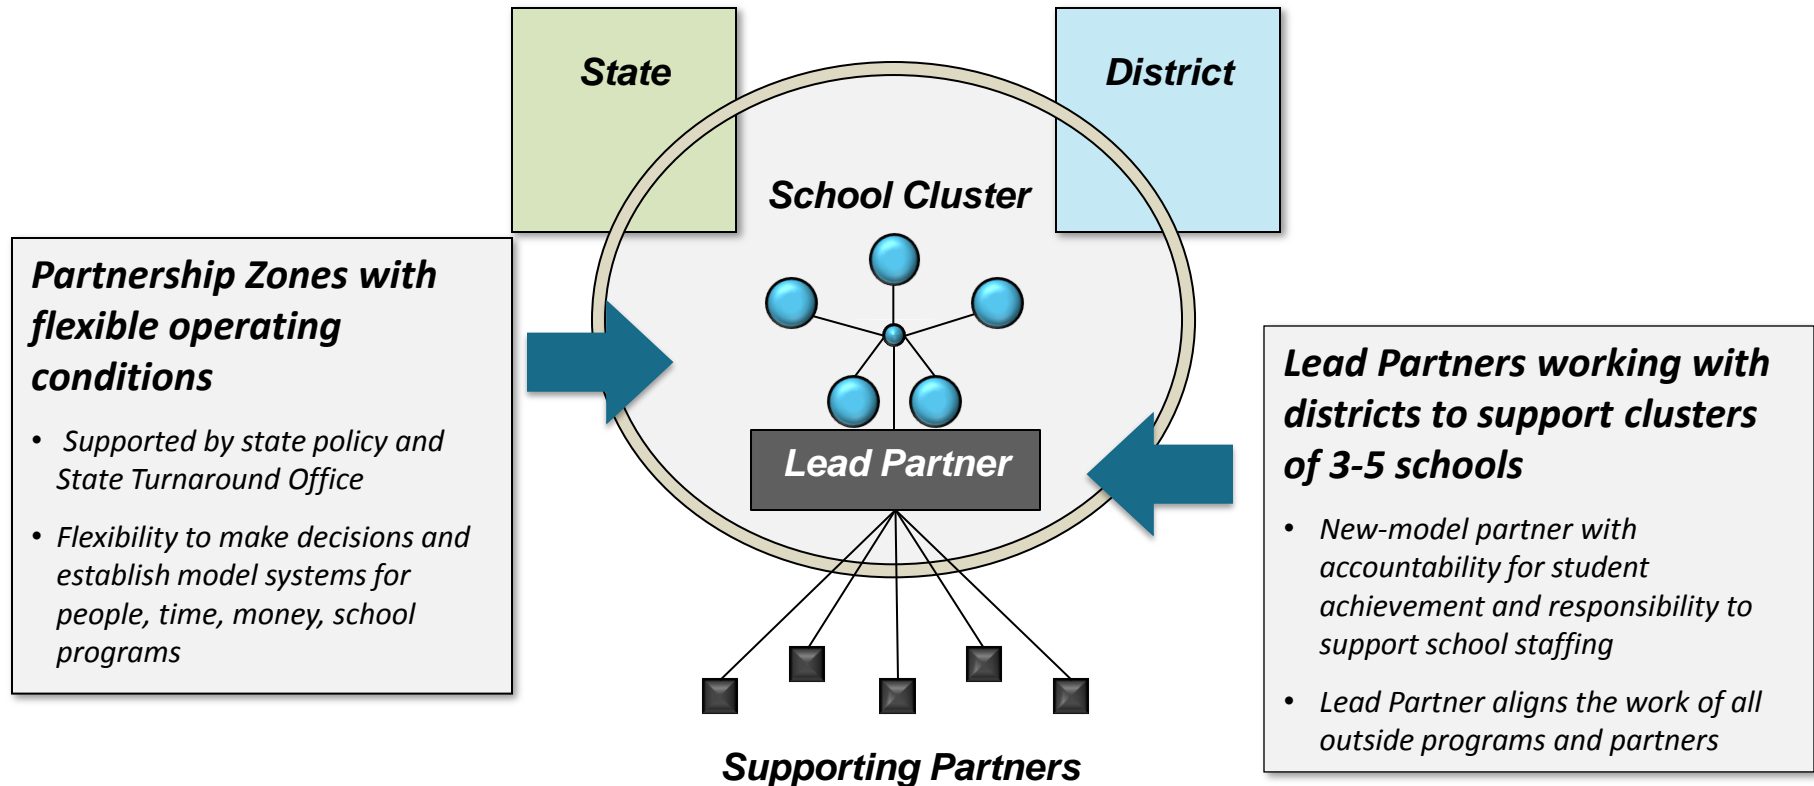 State
District
School Cluster
Partnership Zones with
flexible operating
conditions
• Supported by state policy and
State Turnaround Office
• Flexibility to make decisions and
establish model systems for
people, time, money, school
programs
Lead Partner
Lead Partners working with
districts to support clusters
of 3-5 schools
• New-model partner with
accountability for student
achievement and responsibility to
support school staffing
• Lead Partner aligns the work of all
outside programs and partners
Supporting Partners